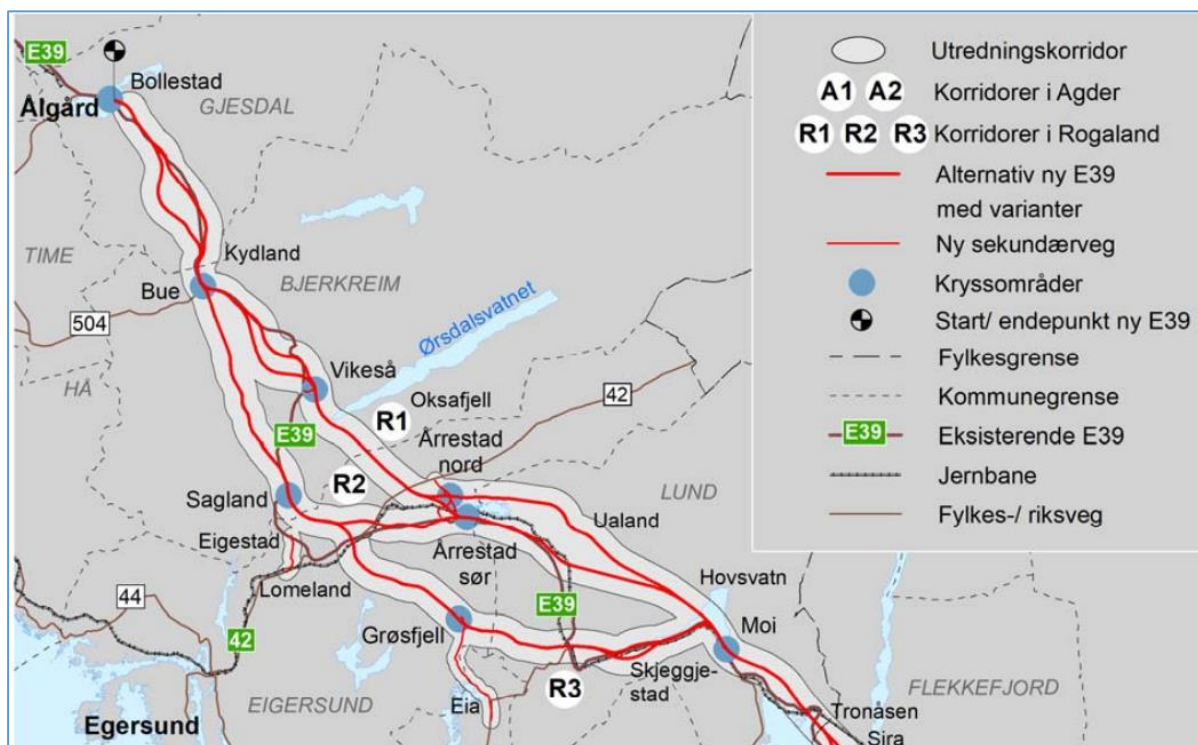 E39
Bollestad
Ålgård
GJESDAL
Kydland
TIME
BJERKREIM
Bue
504
Ørsdalsvatnet
HÅ
Vikeså
Oksafjell
42
R1
E39
Årrestad
nord
R2
Sagland
LUND
Ualand
Eigestad
Årrestad
sør
Lomeland
Hovsvatn
44
E39
Moi
42
Grøsfjell
Skjeggje-
stad
R3
Eia
FLEKKEFJORD
EIGERSUND
Tronåsen
Egersund
Sira
Utredningskorridor
A1 A2 Korridorer i Agder
R1 R2 R3 Korridorer i Rogaland
Alternativ ny E39
med varianter
Ny sekundærveg
Kryssområder
Start/ endepunkt ny E39
Fylkesgrense
Kommunegrense
E39 Eksisterende E39
Jernbane
Fylkes-/ riksveg